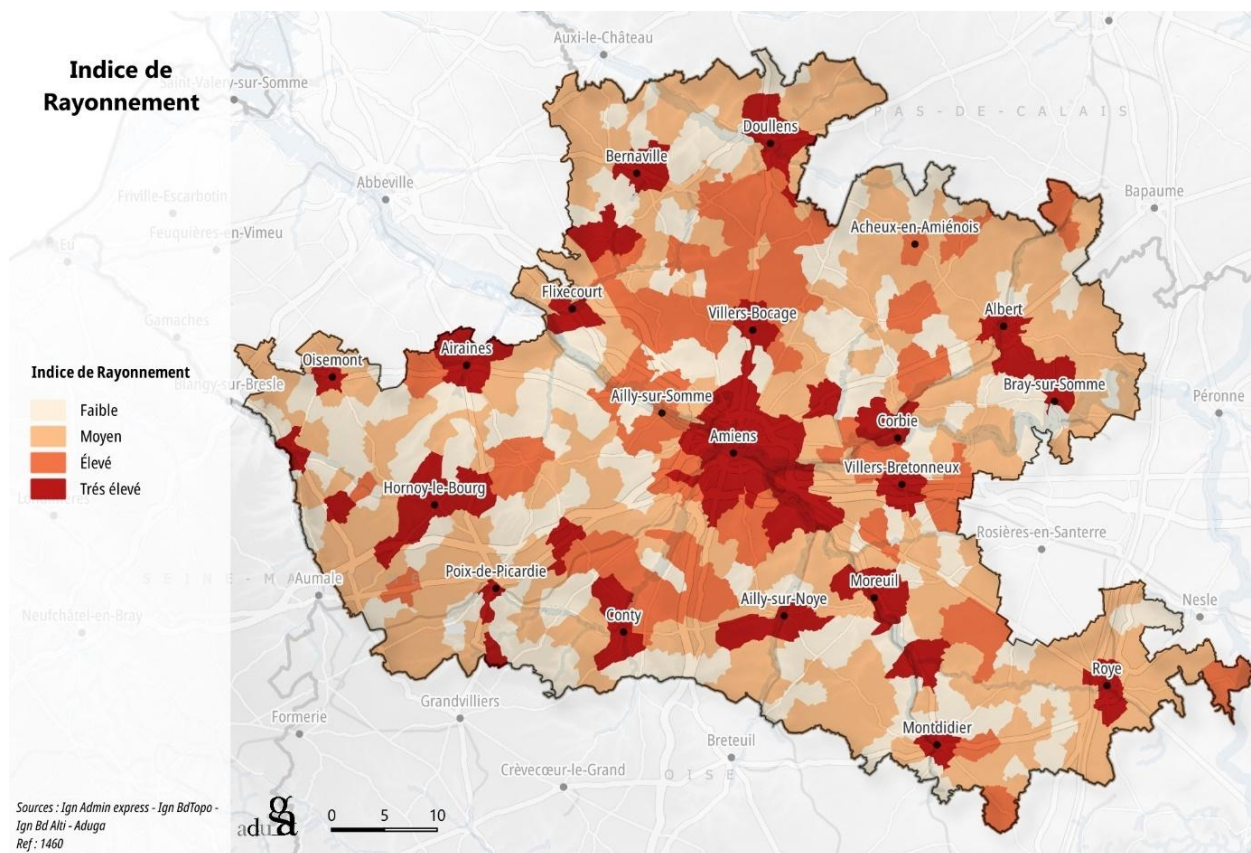 Indice de
Rayonnement
Auxi-le-Château
Saint-Valery-sur-Somme
PAS-DE-CALAIS
Doullens
Bernaville
Abbeville
Bapaume
Friville-Escarbotin
Feuquières-en-Vimeu
Acheux-en-Amiénois
Eu
Flixecourt
Villers-Bocage
Albert
Gamaches
Airaines
Oisemont
Indice de Rayonnement
Blangy-sur-Bresle
Bray-sur-Somme
Péronne
Ailly-sur-Somme
Faible
Moyen
Élevé
Trés élevé
Corbie
Amiens
Villers-Bretonneux
Hornoy-le-Bourg
Rosières-en-Santerre
Aumale
Poix-de-Picardie
Moreuil
Ailly-sur-Noye
Nesle
Neufchâtel-en-Bray
Conty
Roye
Grandvilliers
Formerie
Montdidier
Breteuil
Crèvecœur-le-Grand
OISE
Sources : Ign Admin express - Ign BdTopo -
Ign Bd Alti - Aduga
Ref : 1460
aduga
0 5 10